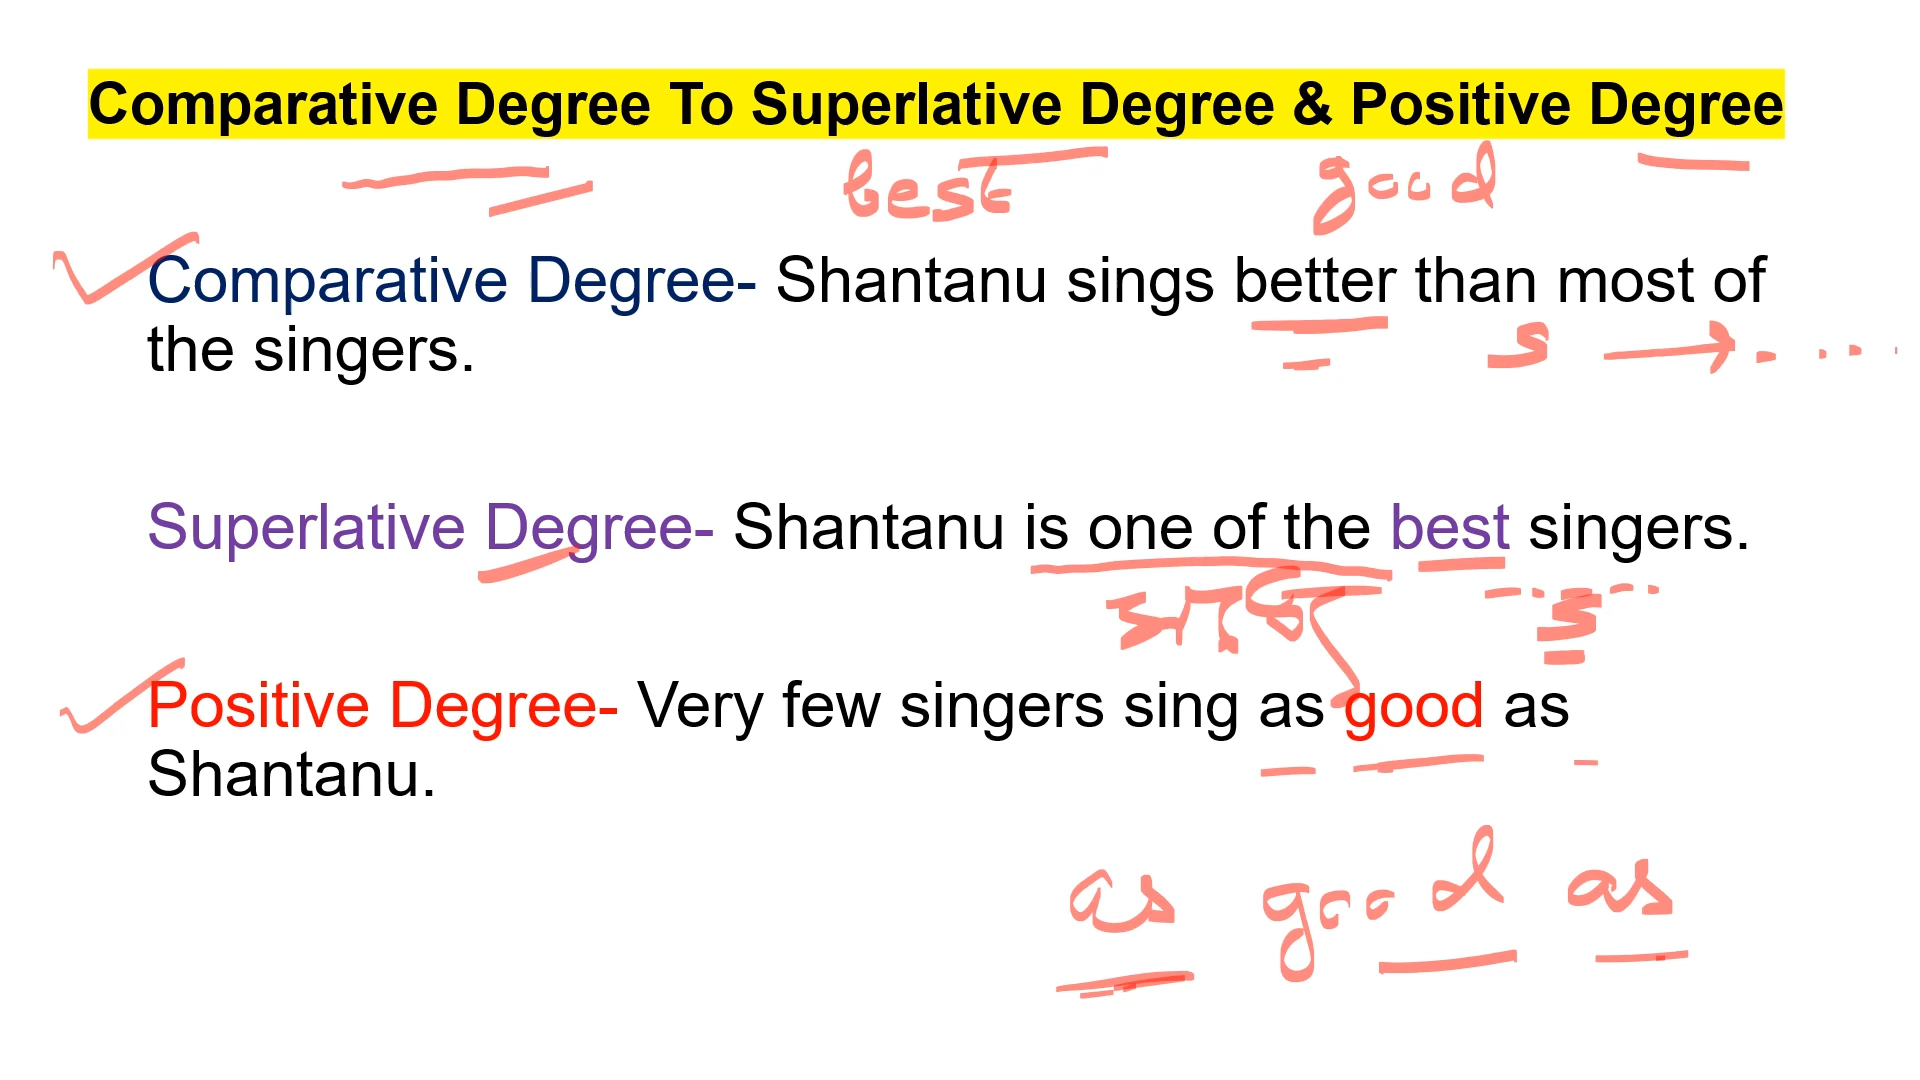 Comparative Degree To Superlative Degree & Positive Degree
best good
Comparative Degree- Shantanu sings better than most of
the singers.
s
Superlative Degree- Shantanu is one of the best singers.
s
Positive Degree- Very few singers sing as good as
Shantanu.
as good as